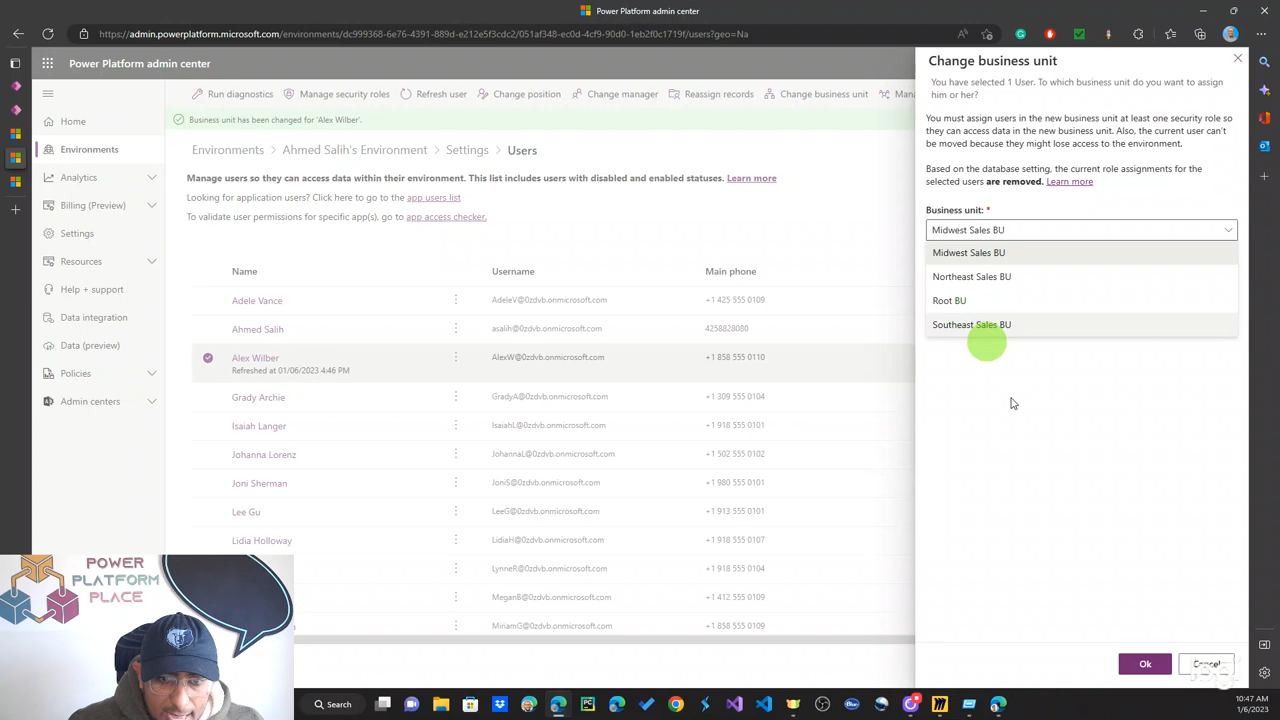 Power Platform admin center
https://admin.powerplatform.microsoft.com/environments/dc999368-6e76-4391-889d-e212e5f3cdc2/051af348-ec0d-4cf9-90d0-1eb2f0c1719f/users?geo=Na
Power Platform admin center
Home
Environments
Analytics
Billing (Preview)
Settings
Resources
Help + support
Data integration
Data (preview)
Policies
Admin centers
Run diagnostics
Manage security roles
Refresh user
Change position
Change manager
Reassign records
Change business unit
Man
Business unit has been changed for 'Alex Wilber'.
Environments > Ahmed Salih's Environment > Settings > Users
Manage users so they can access data within their environment. This list includes users with disabled and enabled statuses. Learn more
Looking for application users? Click here to go to the app users list
To validate user permissions for specific app(s), go to app access checker.
Name Username Main phone
Adele Vance AdeleV@0zdvb.onmicrosoft.com +1 425 555 0109
Ahmed Salih asalih@0zdvb.onmicrosoft.com 4258828080
Alex Wilber AlexW@0zdvb.onmicrosoft.com +1 858 555 0110
Refreshed at 01/06/2023 4:46 PM
Grady Archie GradyA@0zdvb.onmicrosoft.com +1 309 555 0104
Isaiah Langer IsaiahL@0zdvb.onmicrosoft.com +1 918 555 0101
Johanna Lorenz JohannaL@0zdvb.onmicrosoft.com +1 502 555 0102
Joni Sherman JoniS@0zdvb.onmicrosoft.com +1 980 555 0101
Lee Gu LeeG@0zdvb.onmicrosoft.com +1 913 555 0101
Lidia Holloway LidiaH@0zdvb.onmicrosoft.com +1 918 555 0107
LynneR@0zdvb.onmicrosoft.com +1 918 555 0104
MeganB@0zdvb.onmicrosoft.com +1 412 555 0109
MiriamG@0zdvb.onmicrosoft.com +1 858 555 0109
Change business unit
You have selected 1 User. To which business unit do you want to assign
him or her?
You must assign users in the new business unit at least one security role so
they can access data in the new business unit. Also, the current user can't
be moved because they might lose access to the environment.
Based on the database setting, the current role assignments for the
selected users are removed. Learn more
Business unit: *
Midwest Sales BU
Midwest Sales BU
Northeast Sales BU
Root BU
Southeast Sales BU
Ok
Cancel
POWER
PLATFORM
PLACE
Search
10:47 AM
1/6/2023